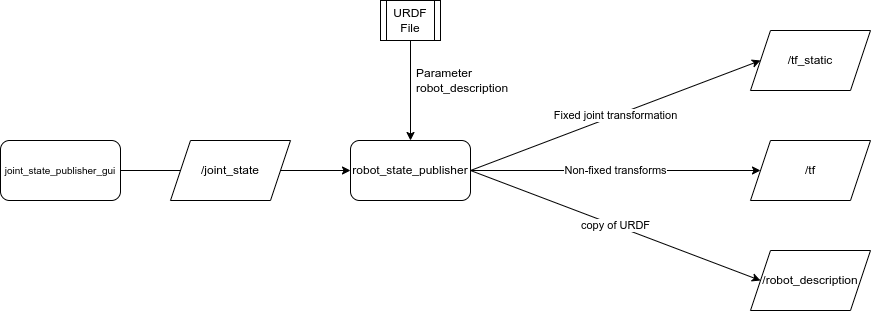 URDF
File
Parameter
robot_description
/tf_static
Fixed joint transformation
joint_state_publisher_gui
/joint_state
robot_state_publisher
Non-fixed transforms
/tf
copy of URDF
/robot_description